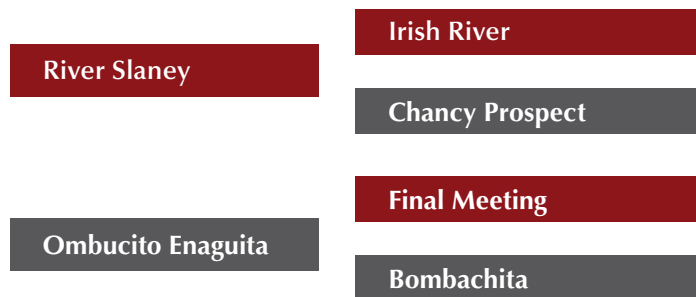 River Slaney
Ombucito Enaguita
Irish River
Chancy Prospect
Final Meeting
Bombachita